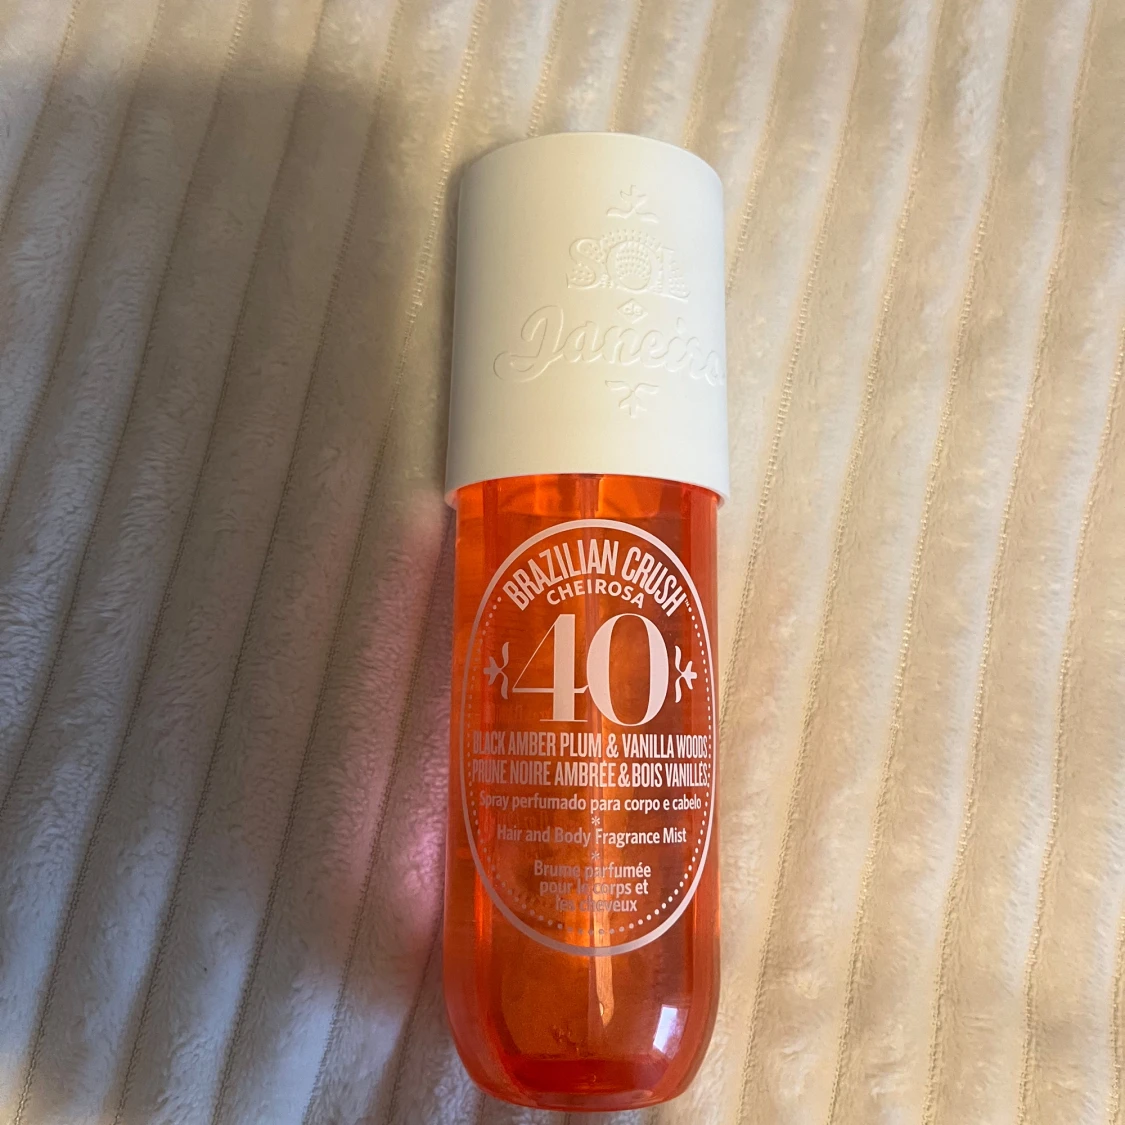 SOL
de
Janeiro
BRAZILIAN CRUSH™
CHEIROSA
40
BLACK AMBER PLUM & VANILLA WOODS
PRUNE NOIRE AMBRÉE & BOIS VANILLÉS
Spray perfumado para corpo e cabelo
*
Hair and Body Fragrance Mist
*
Brume parfumée
pour le corps et
les cheveux